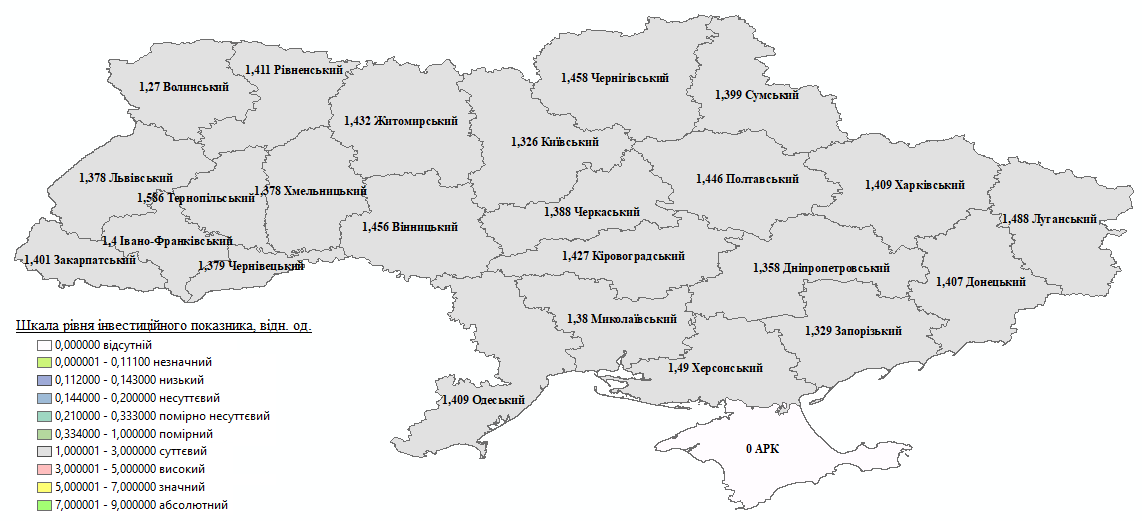 1,458 Чернігівський
1,411 Рівненський
1,27 Волинський
1,399 Сумський
1,432 Житомирський
1,326 Київський
1,378 Львівський
1,446 Полтавський
1,409 Харківський
1,586 Тернопільський
1,378 Хмельницький
1,388 Черкаський
1,488 Луганський
1,456 Вінницький
1,4 Івано-Франківський
1,401 Закарпатський
1,427 Кіровоградський
1,379 Чернівецький
1,358 Дніпропетровський
1,407 Донецький
1,38 Миколаївський
1,329 Запорізький
1,49 Херсонський
1,409 Одеський
0 АРК
Шкала рівня інвестиційного показника, відн. од.
0,000000 відсутній
0,000001 - 0,11100 незначний
0,112000 - 0,143000 низький
0,144000 - 0,200000 несуттєвий
0,210000 - 0,333000 помірно несуттєвий
0,334000 - 1,000000 помірний
1,000001 - 3,000000 суттєвий
3,000001 - 5,000000 високий
5,000001 - 7,000000 значний
7,000001 - 9,000000 абсолютний